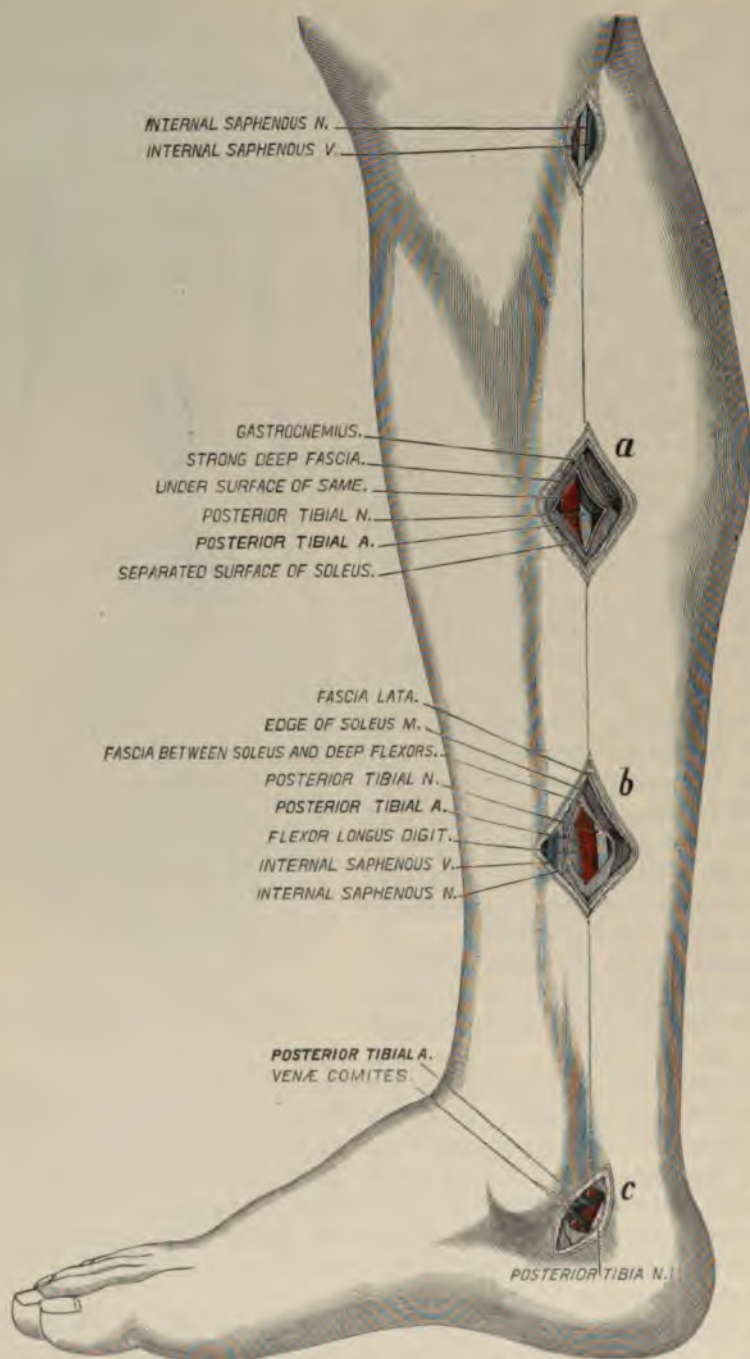 INTERNAL SAPHENOUS N.
INTERNAL SAPHENOUS V.
a
GASTROCNEMIUS.
STRONG DEEP FASCIA.
UNDER SURFACE OF SAME.
POSTERIOR TIBIAL N.
POSTERIOR TIBIAL A.
SEPARATED SURFACE OF SOLEUS.
b
FASCIA LATA.
EDGE OF SOLEUS M.
FASCIA BETWEEN SOLEUS AND DEEP FLEXORS.
POSTERIOR TIBIAL N.
POSTERIOR TIBIAL A.
FLEXOR LONGUS DIGIT.
INTERNAL SAPHENOUS V.
INTERNAL SAPHENOUS N.
POSTERIOR TIBIAL A.
VENÆ COMITES.
c
POSTERIOR TIBIA N.